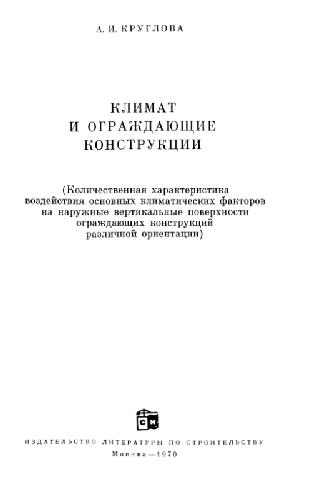 А. И. КРУГЛОВА
КЛИМАТ
И ОГРАЖДАЮЩИЕ
КОНСТРУКЦИИ
(Количественная характеристика
воздействия основных климатических факторов
на наружные вертикальные поверхности
ограждающих конструкций
различной ориентации)
С И
ИЗДАТЕЛЬСТВО ЛИТЕРАТУРЫ ПО СТРОИТЕЛЬСТВУ
Москва—1970